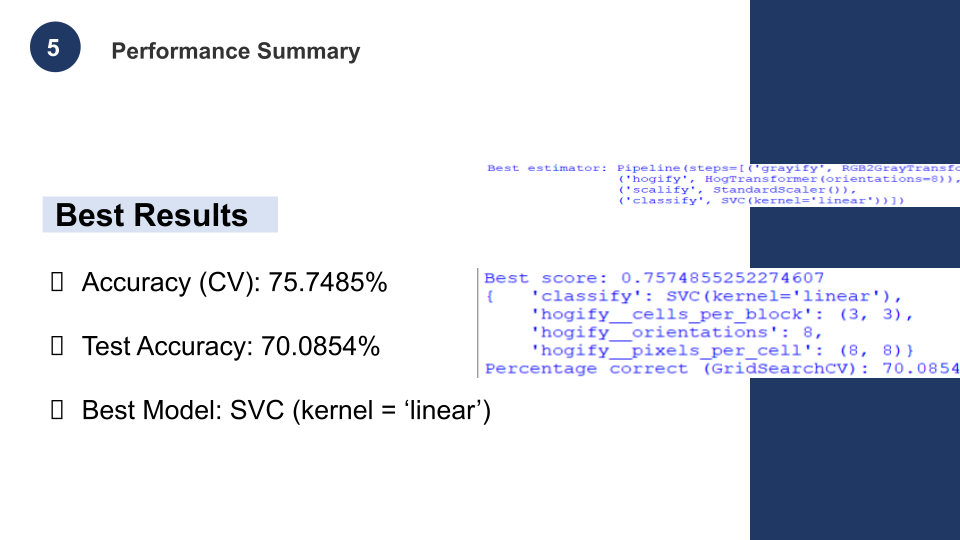 5
Performance Summary
Best estimator: Pipeline(steps=[('grayify', RGB2GrayTransfo
('hogify', HogTransformer(orientations=8)),
('scalify', StandardScaler()),
('classify', SVC(kernel='linear'))])
Best Results
Accuracy (CV): 75.7485%
Test Accuracy: 70.0854%
Best Model: SVC (kernel = ‘linear’)
Best score: 0.7574855252274607
{   'classify': SVC(kernel='linear'),
'hogify__cells_per_block': (3, 3),
'hogify__orientations': 8,
'hogify__pixels_per_cell': (8, 8)}
Percentage correct (GridSearchCV): 70.0854